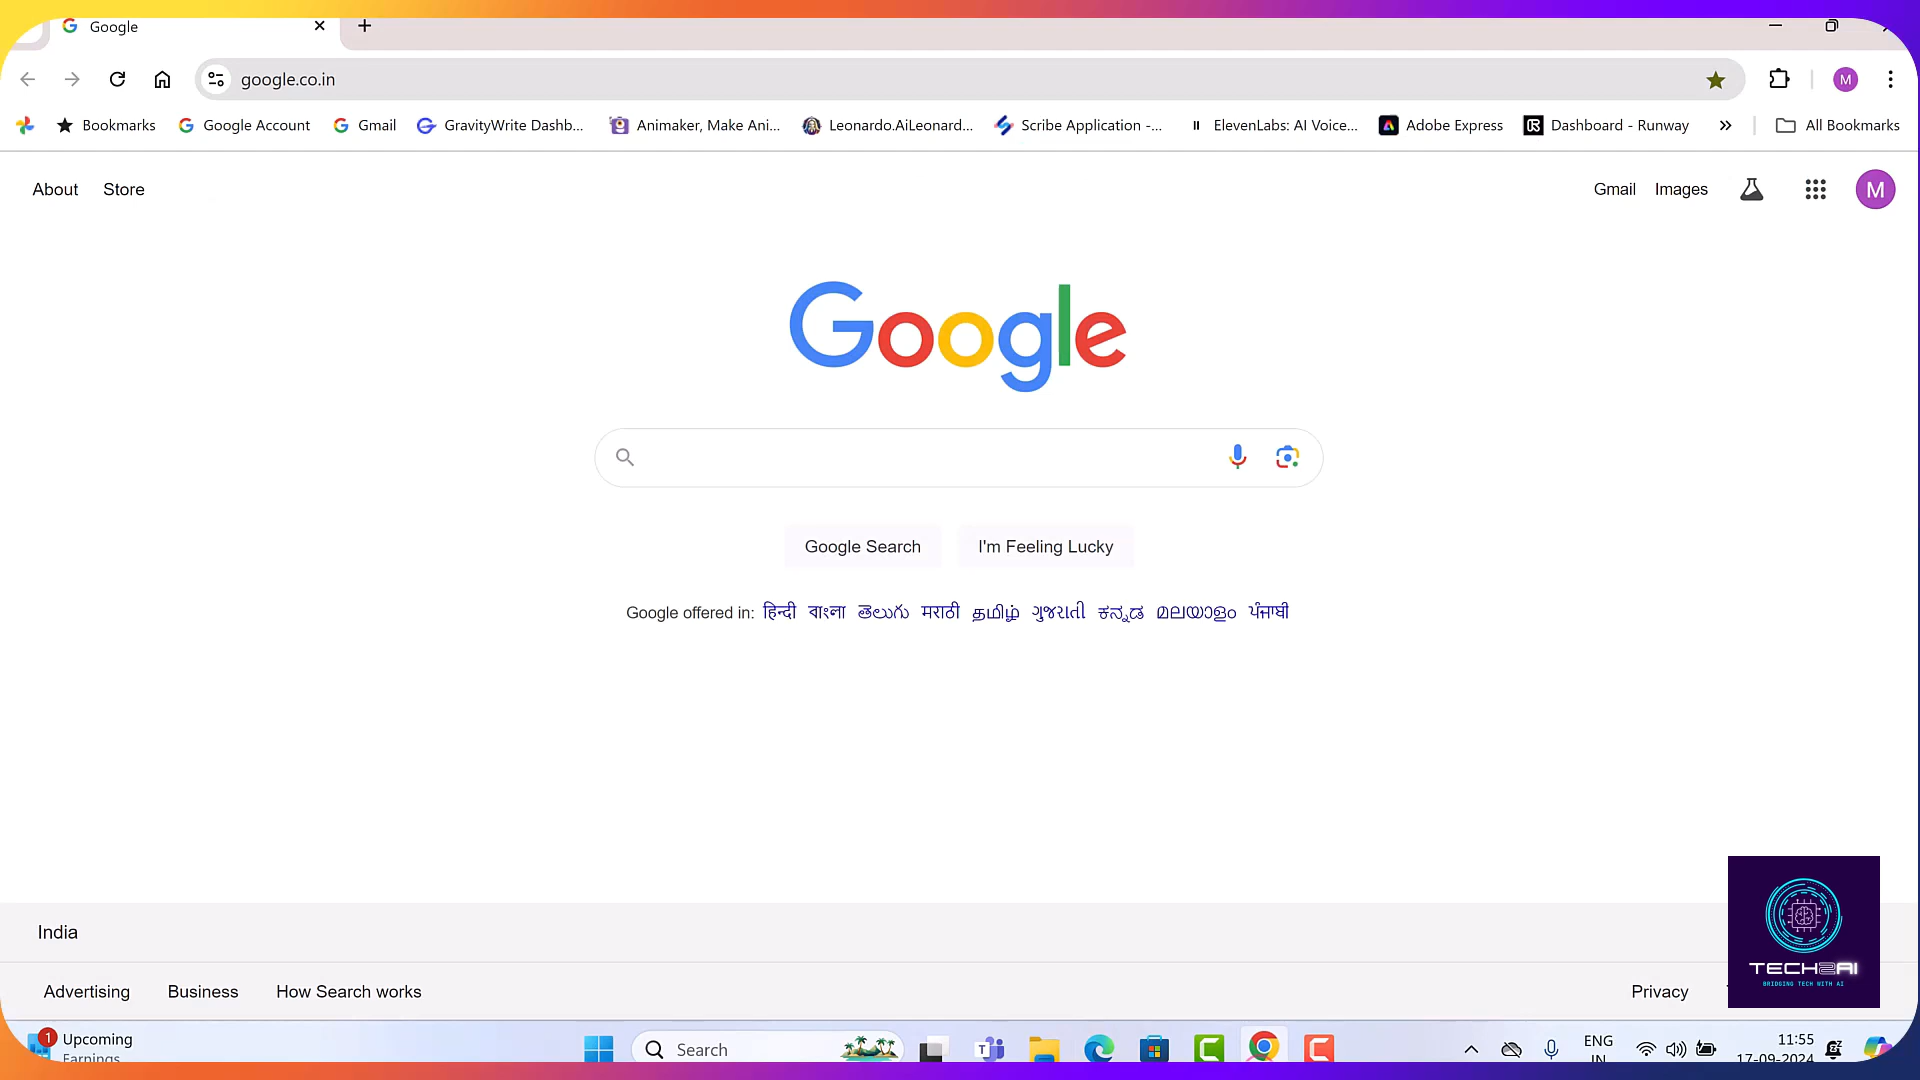 Google
google.co.in
M
Bookmarks
Google Account
Gmail
GravityWrite Dashb...
Animaker, Make Ani...
Leonardo.AiLeonard...
Scribe Application -...
ElevenLabs: AI Voice...
Adobe Express
Dashboard - Runway
All Bookmarks
About
Store
Gmail
Images
M
Google
Google Search
I'm Feeling Lucky
Google offered in: हिन्दी বাংলা తెలుగు मराठी தமிழ் ગુજરાતી ಕನ್ನಡ മലയാളം ਪੰਜਾਬੀ
India
Advertising
Business
How Search works
Privacy
TECH2AI
BRIDGING TECH WITH AI
1
Upcoming
Earnings
Search
ENG
IN
11:55
17-09-2024